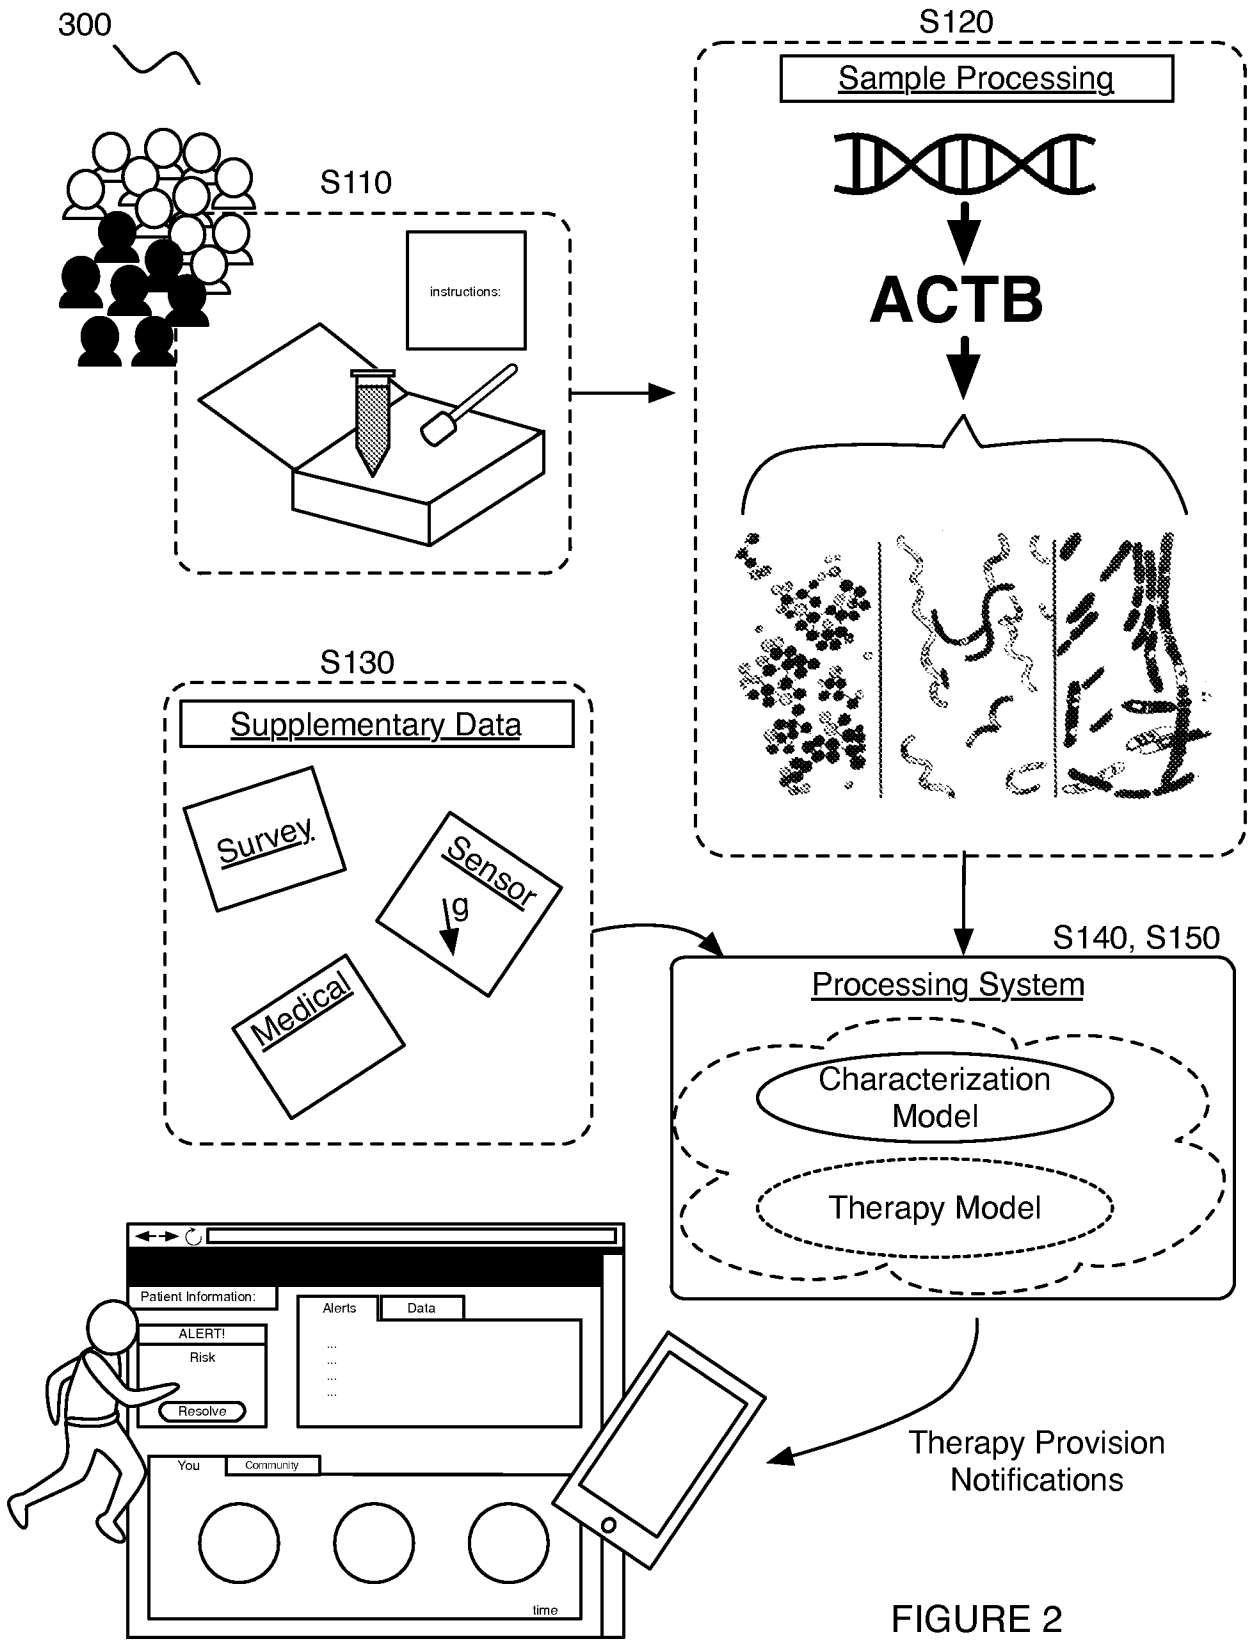 300
S120
Sample Processing
S110
instructions:
ACTB
S130
Supplementary Data
Survey
Sensor
g
Medical
S140, S150
Processing System
Characterization
Model
Therapy Model
Patient Information:
ALERT!
Risk
Resolve
Alerts
Data
...
...
...
...
You
Community
time
Therapy Provision
Notifications
FIGURE 2